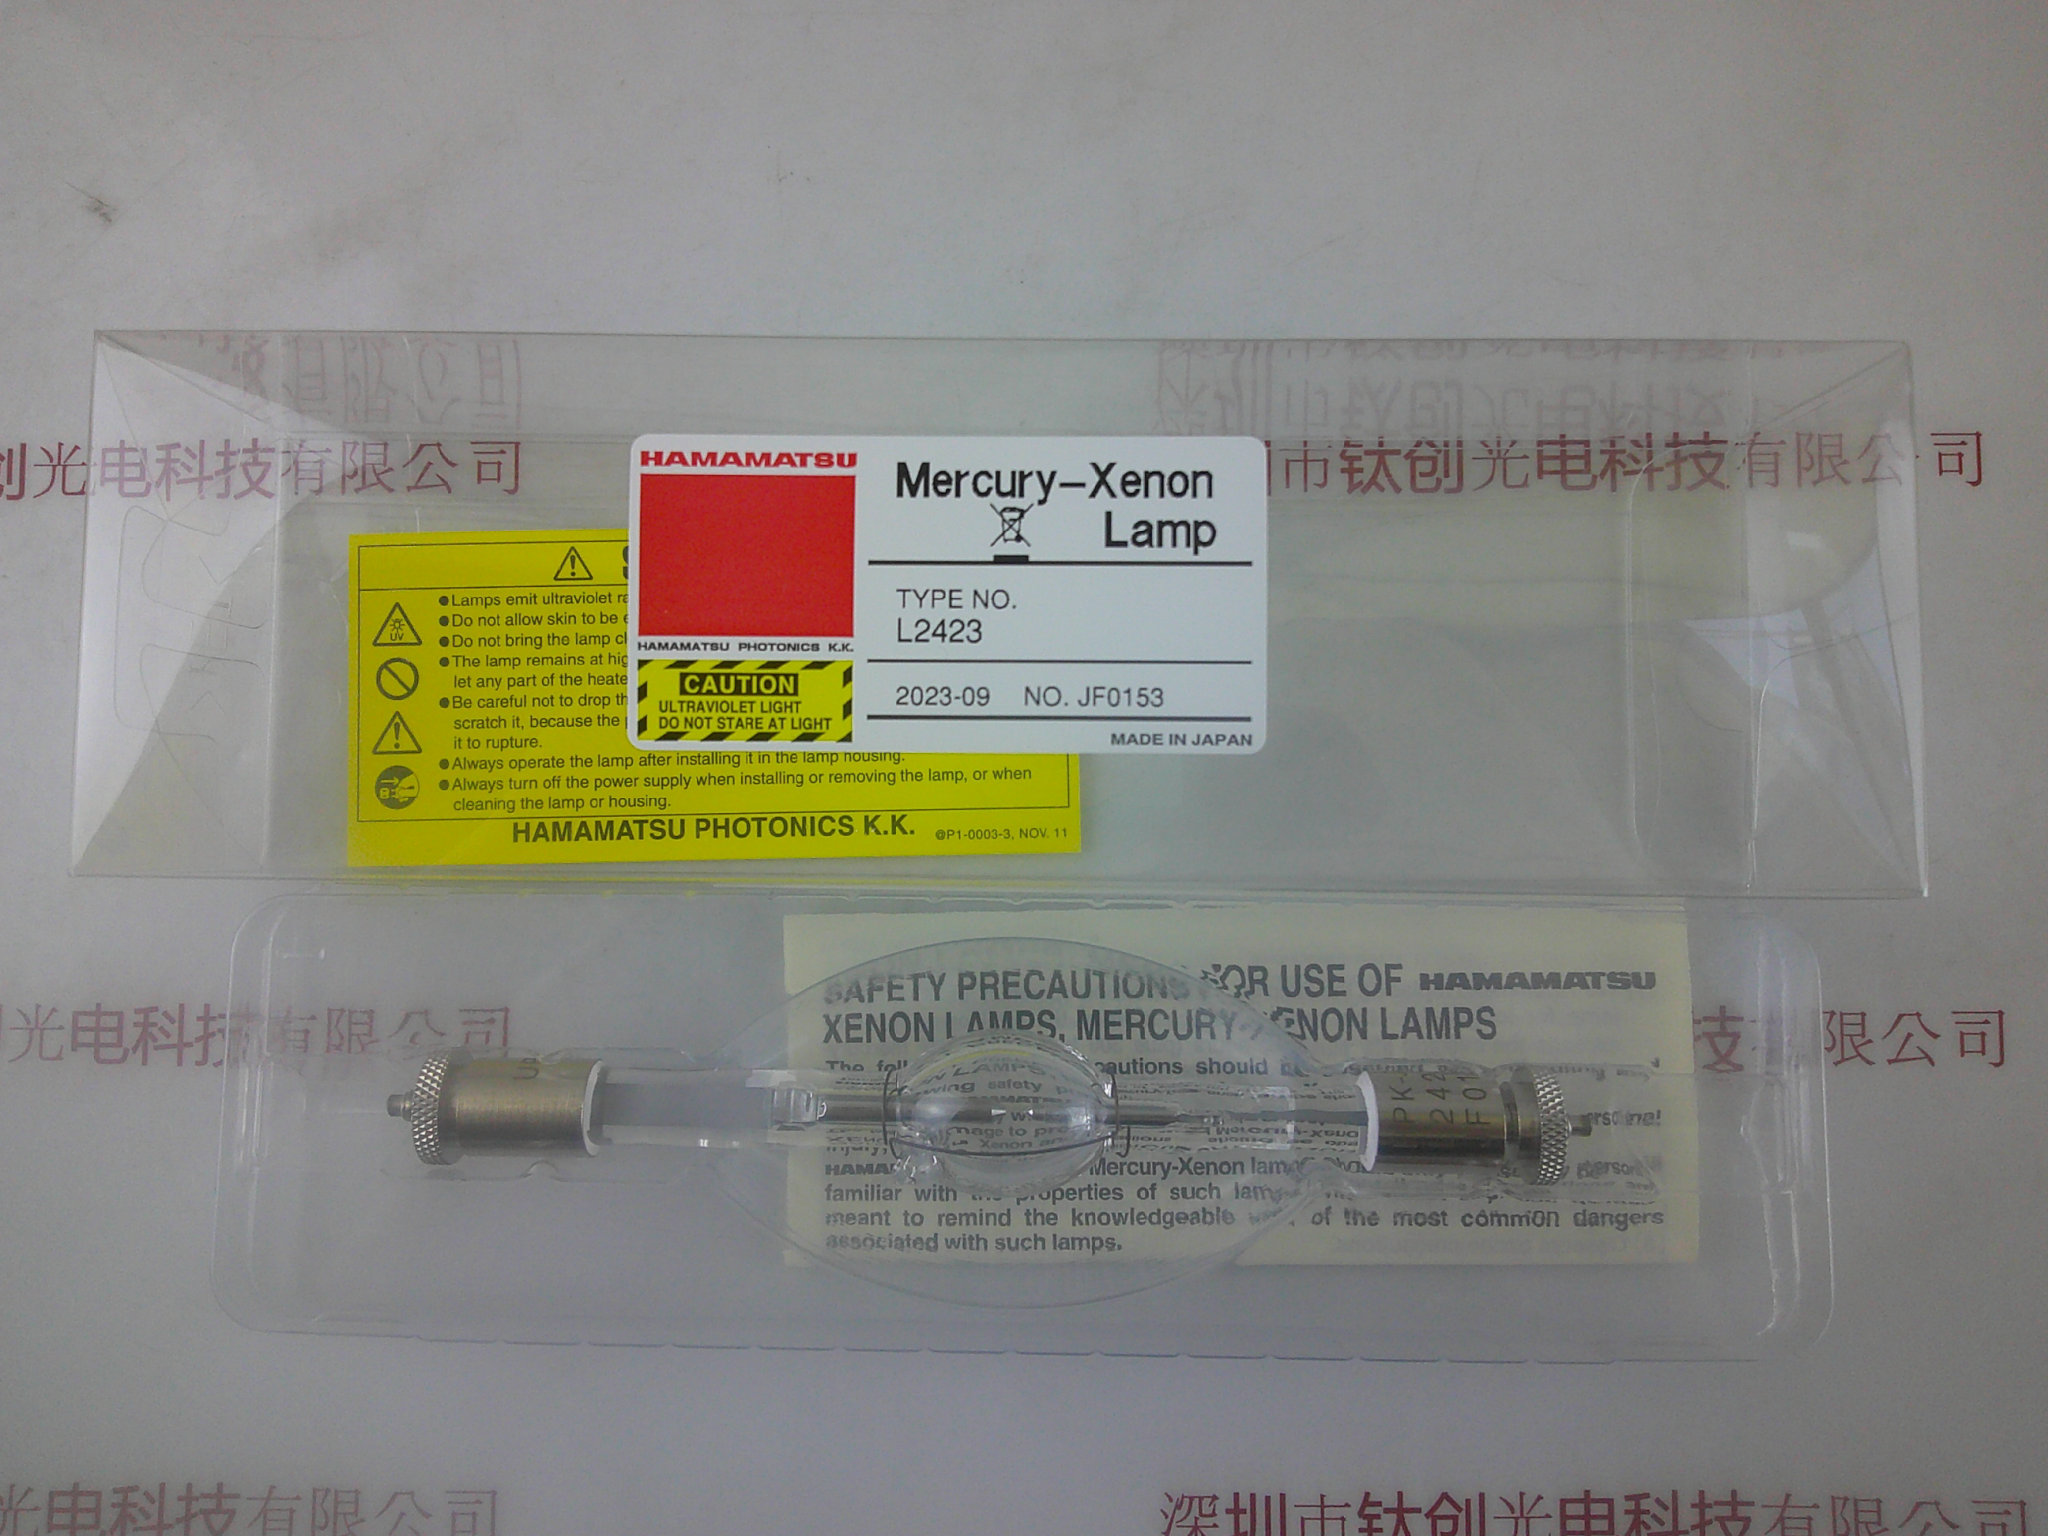 创光电科技有限公司
圳市钛创光电科技有限公司
HAMAMATSU
HAMAMATSU PHOTONICS K.K.
CAUTION
ULTRAVIOLET LIGHT
DO NOT STARE AT LIGHT
Mercury-Xenon
Lamp
TYPE NO.
L2423
2023-09 NO. JF0153
MADE IN JAPAN
UV
●Lamps emit ultraviolet
●Do not allow skin to be
●Do not bring the lamp
●The lamp remains at
let any part of the
●Be careful not to drop
scratch it, because the
it to rupture.
●Always operate the lamp after installing it in the lamp housing.
●Always turn off the power supply when installing or removing the lamp, or when
cleaning the lamp or housing.
HAMAMATSU PHOTONICS K.K. @P1-0003-3, NOV. 11
SAFETY PRECAUTIONS FOR USE OF HAMAMATSU
XENON LAMPS, MERCURY-XENON LAMPS
The cautions should
Mercury-Xenon
familiar with the properties of such
meant to remind the knowledgeable of the most common dangers
associated with such lamps.
光电科技有限公司
技有限公司
光电科技有限公司
深圳市钛创光电科技有限公司